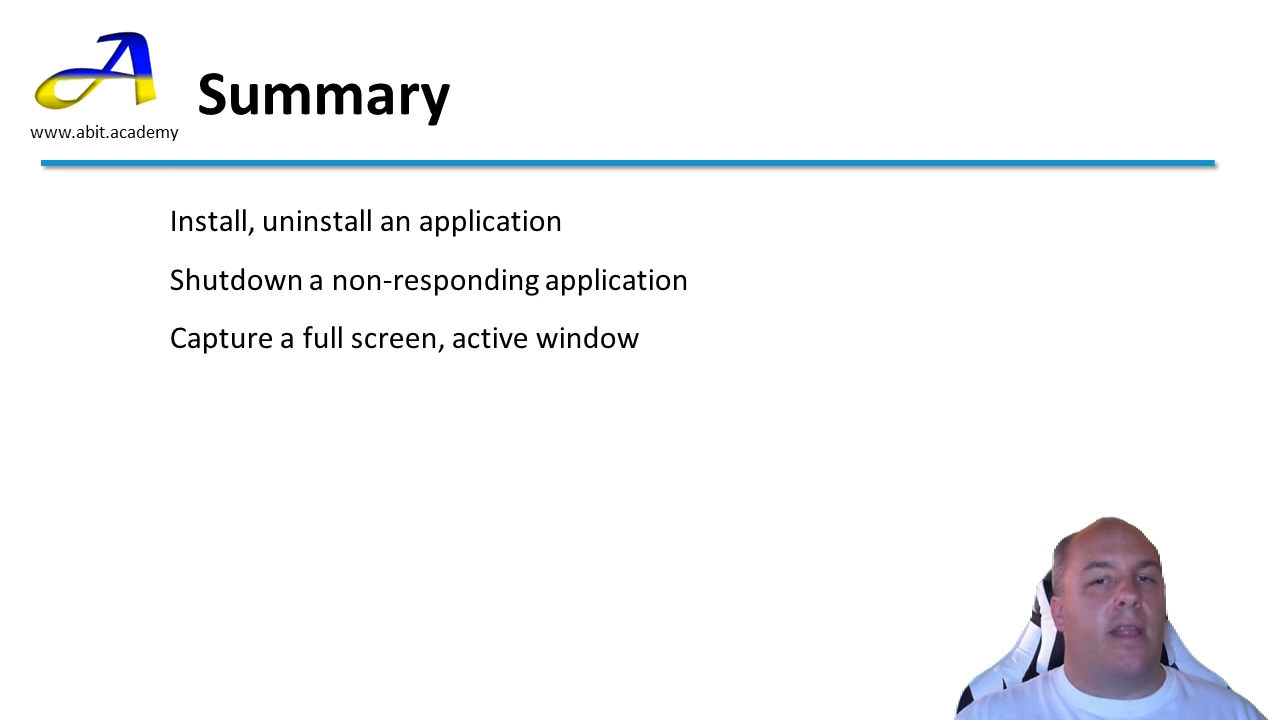 Summary
www.abit.academy
Install, uninstall an application
Shutdown a non-responding application
Capture a full screen, active window